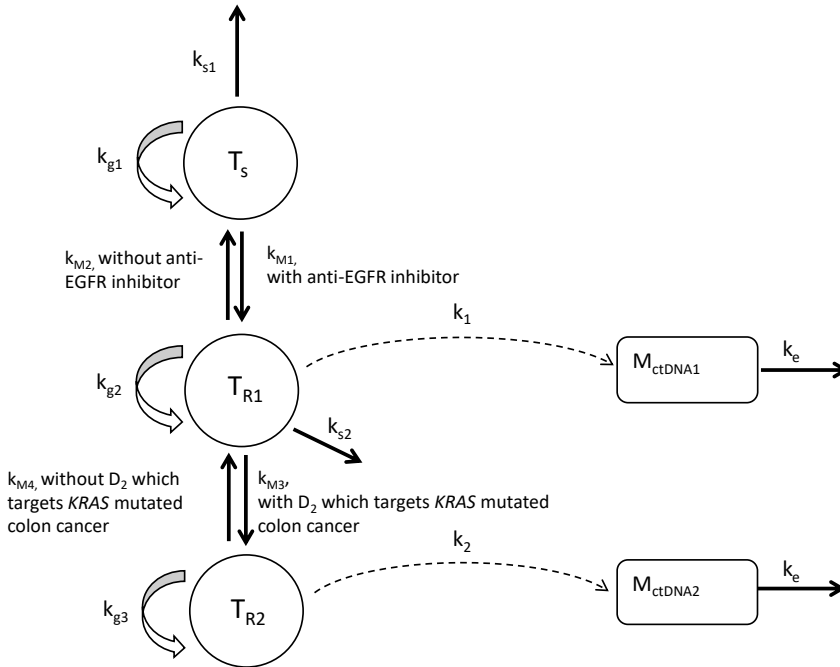 k_s1
T_s
k_g1
k_M2, without anti-
EGFR inhibitor
k_M1,
with anti-EGFR inhibitor
k_1
T_R1
k_g2
M_ctDNA1
k_e
k_s2
k_M4, without D_2 which
targets KRAS mutated
colon cancer
k_M3,
with D_2 which targets KRAS mutated
colon cancer
k_2
T_R2
k_g3
M_ctDNA2
k_e